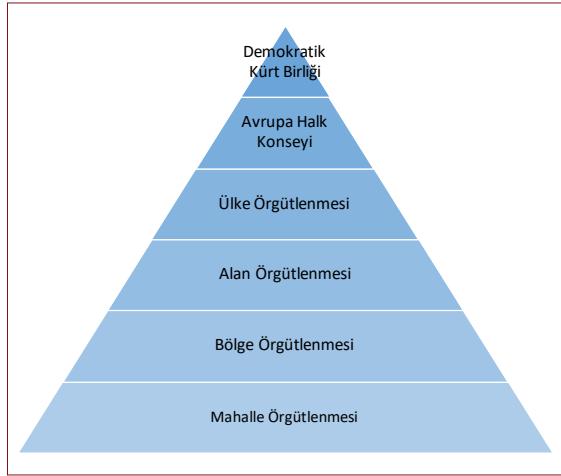 Demokratik
Kürt Birliği
Avrupa Halk
Konseyi
Ülke Örgütlenmesi
Alan Örgütlenmesi
Bölge Örgütlenmesi
Mahalle Örgütlenmesi